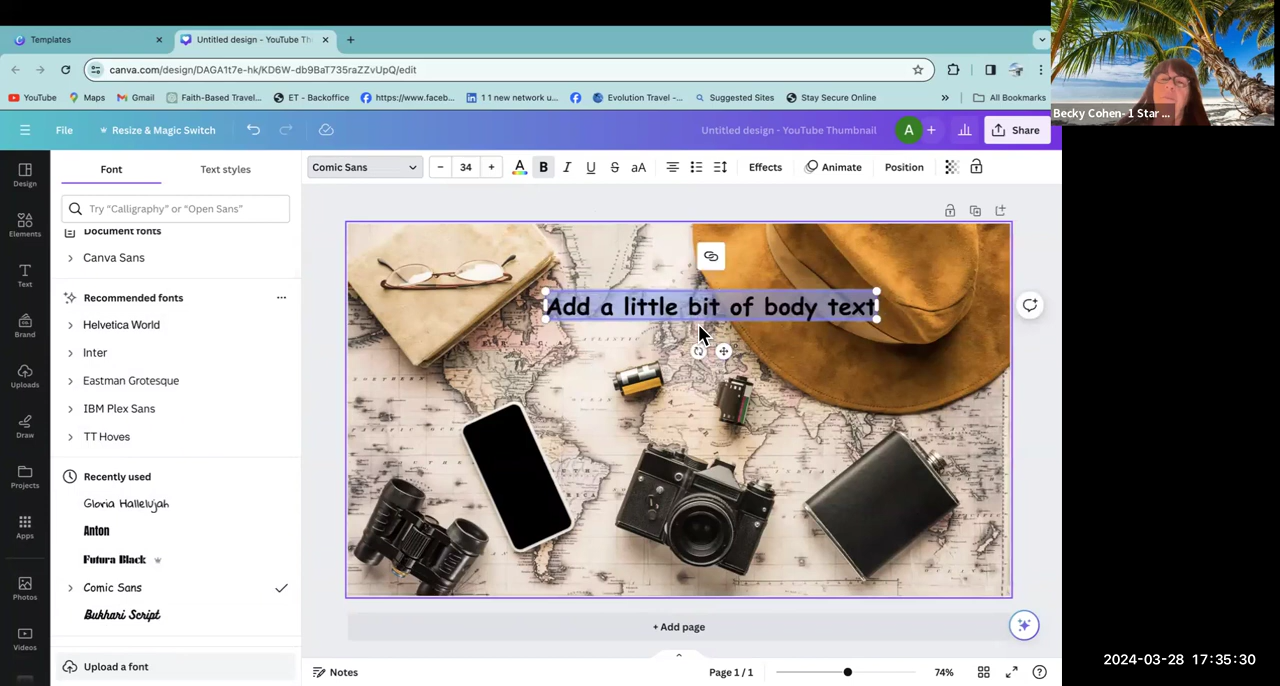 Templates
Untitled design - YouTube Th
canva.com/design/DAGA1t7e-hk/KD6W-db9BaT735raZZvUpQ/edit
YouTube
Maps
Gmail
Faith-Based Travel...
ET - Backoffice
https://www.faceb...
1 1 new network u...
Evolution Travel -...
Suggested Sites
Stay Secure Online
»
All Bookmarks
Becky Cohen- 1 Star ...
File
Resize & Magic Switch
Untitled design - YouTube Thumbnail
A
Share
Design
Elements
Text
Brand
Uploads
Draw
Projects
Apps
Photos
Videos
Font
Text styles
Try "Calligraphy" or "Open Sans"
Document fonts
Canva Sans
Recommended fonts
Helvetica World
Inter
Eastman Grotesque
IBM Plex Sans
TT Hoves
Recently used
Gloria Hallelujah
Anton
Futura Black
Comic Sans
Bukhari Script
Upload a font
Comic Sans
34
A
B
I
U
S
aA
Effects
Animate
Position
Add a little bit of body text
+ Add page
Notes
Page 1 / 1
74%
2024-03-28 17:35:30